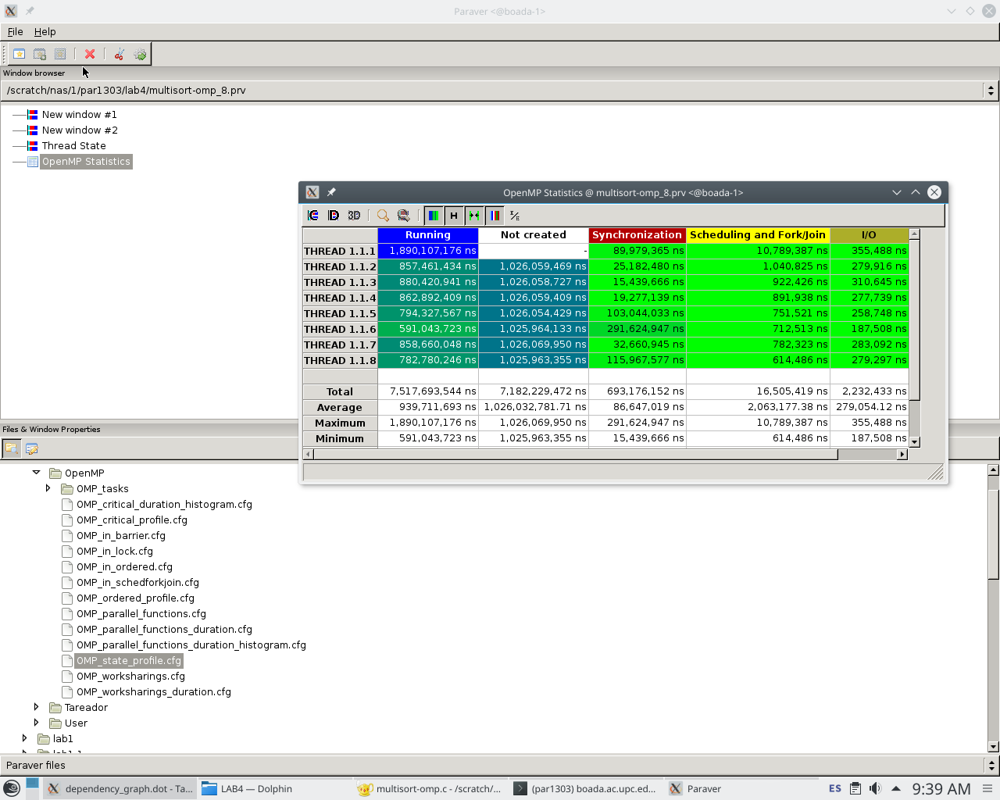 Paraver <@boada-1>
File Help
Window browser
/scratch/nas/1/par1303/lab4/multisort-omp_8.prv
New window #1
New window #2
Thread State
OpenMP Statistics
OpenMP Statistics @ multisort-omp_8.prv <@boada-1>
3D H
Running Not created Synchronization Scheduling and Fork/Join I/O
THREAD 1.1.1 1,890,107,176 ns - 89,979,365 ns 10,789,387 ns 355,488 ns
THREAD 1.1.2 857,461,434 ns 1,026,059,469 ns 25,182,480 ns 1,040,825 ns 279,916 ns
THREAD 1.1.3 880,420,941 ns 1,026,058,727 ns 15,439,666 ns 922,426 ns 310,645 ns
THREAD 1.1.4 862,892,409 ns 1,026,059,409 ns 19,277,139 ns 891,938 ns 277,739 ns
THREAD 1.1.5 794,327,567 ns 1,026,054,429 ns 103,044,033 ns 751,521 ns 258,748 ns
THREAD 1.1.6 591,043,723 ns 1,025,964,133 ns 291,624,947 ns 712,513 ns 187,508 ns
THREAD 1.1.7 858,660,048 ns 1,026,069,950 ns 32,660,945 ns 782,323 ns 283,092 ns
THREAD 1.1.8 782,780,246 ns 1,025,963,355 ns 115,967,577 ns 614,486 ns 279,297 ns
Total 7,517,693,544 ns 7,182,229,472 ns 693,176,152 ns 16,505,419 ns 2,232,433 ns
Average 939,711,693 ns 1,026,032,781.71 ns 86,647,019 ns 2,063,177.38 ns 279,054.12 ns
Maximum 1,890,107,176 ns 1,026,069,950 ns 291,624,947 ns 10,789,387 ns 355,488 ns
Minimum 591,043,723 ns 1,025,963,355 ns 15,439,666 ns 614,486 ns 187,508 ns
Files & Window Properties
OpenMP
OMP_tasks
OMP_critical_duration_histogram.cfg
OMP_critical_profile.cfg
OMP_in_barrier.cfg
OMP_in_lock.cfg
OMP_in_ordered.cfg
OMP_in_schedforkjoin.cfg
OMP_ordered_profile.cfg
OMP_parallel_functions.cfg
OMP_parallel_functions_duration.cfg
OMP_parallel_functions_duration_histogram.cfg
OMP_state_profile.cfg
OMP_worksharings.cfg
OMP_worksharings_duration.cfg
Tareador
User
lab1
Paraver files
dependency_graph.dot - Ta... LAB4 — Dolphin multisort-omp.c - /scratch/... (par1303) boada.ac.upc.ed... Paraver ES 9:39 AM